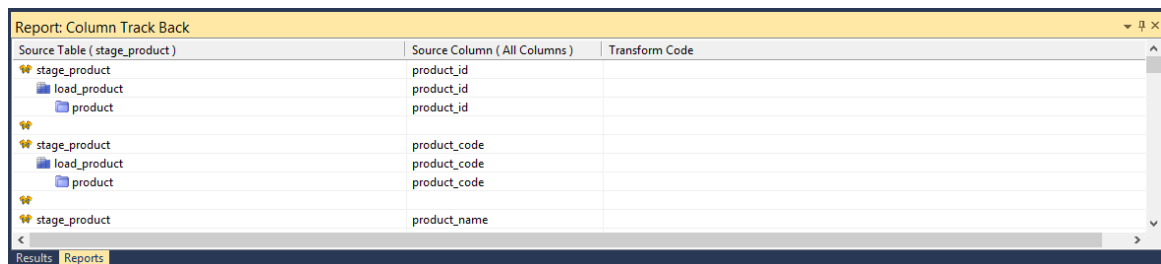 Report: Column Track Back
Source Table ( stage_product ) Source Column ( All Columns ) Transform Code
stage_product product_id
load_product product_id
product product_id
stage_product product_code
load_product product_code
product product_code
stage_product product_name
Results Reports